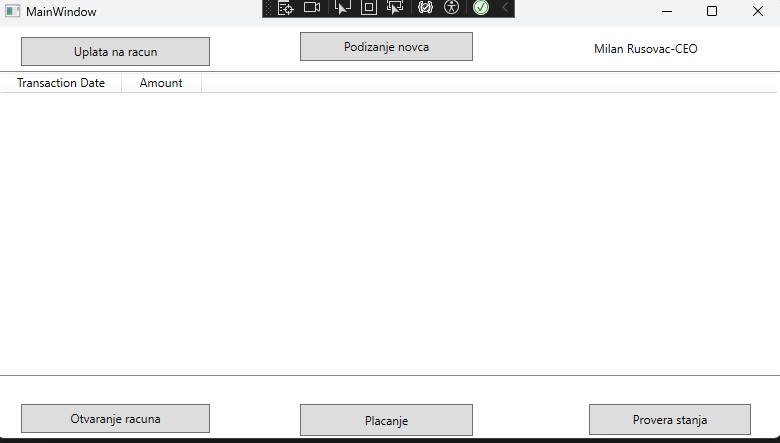 MainWindow
Uplata na racun
Podizanje novca
Milan Rusovac-CEO
Transaction Date Amount
Otvaranje racuna
Placanje
Provera stanja